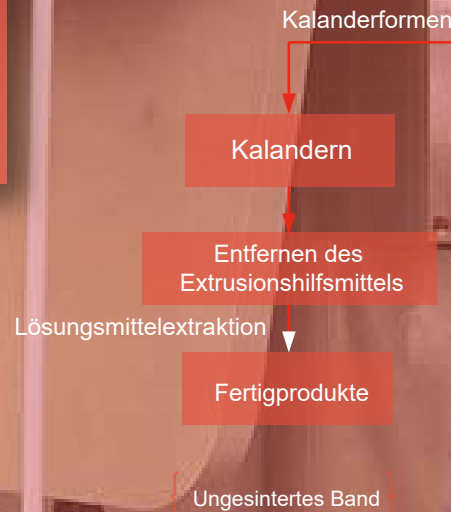 Kalanderformen
Kalandern
Entfernen des
Extrusionshilfsmittels
Lösungsmittelextraktion
Fertigprodukte
Ungesintertes Band